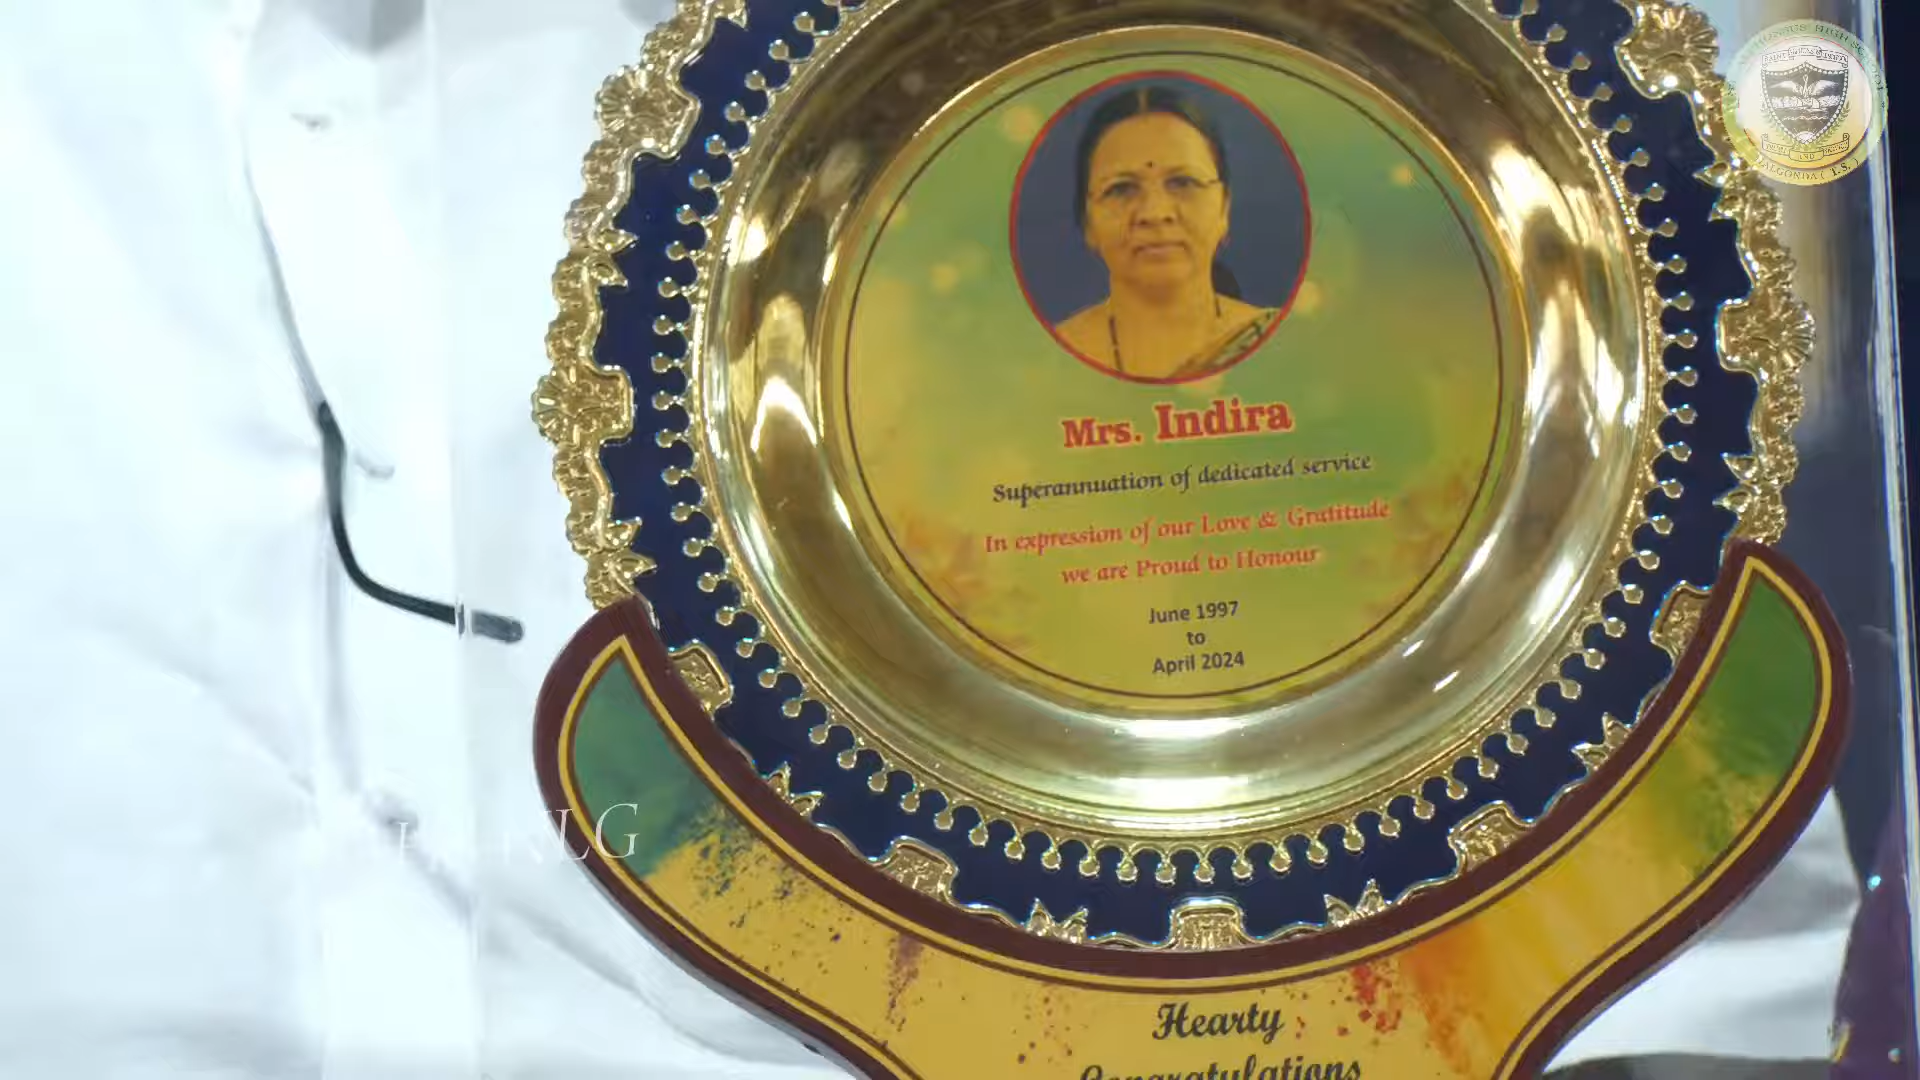 Mrs. Indira
Superannuation of dedicated service
In expression of our Love & Gratitude
we are Proud to Honour
June 1997
to
April 2024
Hearty
Congratulations